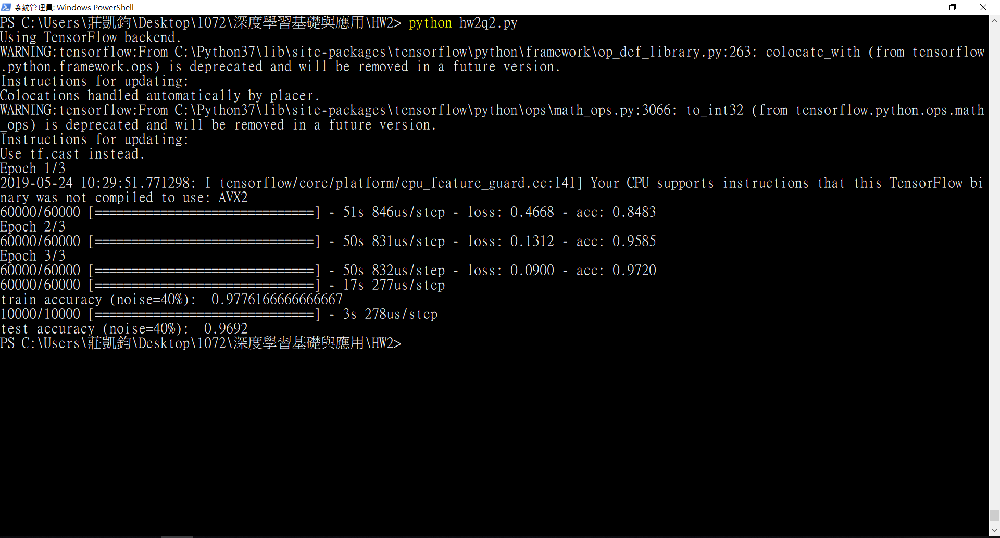 系統管理員: Windows PowerShell
PS C:\Users\莊凱鈞\Desktop\1072\深度學習基礎與應用\HW2> python hw2q2.py
Using TensorFlow backend.
WARNING:tensorflow:From C:\Python37\lib\site-packages\tensorflow\python\framework\op_def_library.py:263: colocate_with (from tensorflow
.python.framework.ops) is deprecated and will be removed in a future version.
Instructions for updating:
Colocations handled automatically by placer.
WARNING:tensorflow:From C:\Python37\lib\site-packages\tensorflow\python\ops\math_ops.py:3066: to_int32 (from tensorflow.python.ops.math
_ops) is deprecated and will be removed in a future version.
Instructions for updating:
Use tf.cast instead.
Epoch 1/3
2019-05-24 10:29:51.771298: I tensorflow/core/platform/cpu_feature_guard.cc:141] Your CPU supports instructions that this TensorFlow bi
nary was not compiled to use: AVX2
60000/60000 [==============================] - 51s 846us/step - loss: 0.4668 - acc: 0.8483
Epoch 2/3
60000/60000 [==============================] - 50s 831us/step - loss: 0.1312 - acc: 0.9585
Epoch 3/3
60000/60000 [==============================] - 50s 832us/step - loss: 0.0900 - acc: 0.9720
60000/60000 [==============================] - 17s 277us/step
train accuracy (noise=40%):  0.9776166666666667
10000/10000 [==============================] - 3s 278us/step
test accuracy (noise=40%):  0.9692
PS C:\Users\莊凱鈞\Desktop\1072\深度學習基礎與應用\HW2>